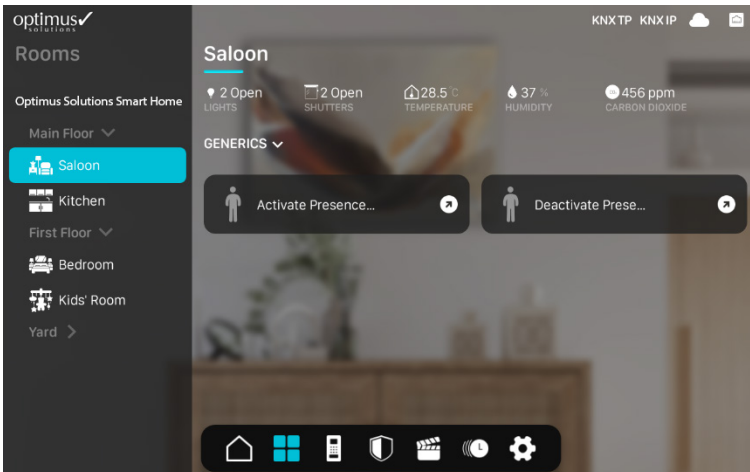 optimus✓
solutions
KNX TP KNX IP
Rooms
Saloon
Optimus Solutions Smart Home
2 Open
LIGHTS
2 Open
SHUTTERS
28.5 °C
TEMPERATURE
37 %
HUMIDITY
456 ppm
CARBON DIOXIDE
Main Floor
GENERICS
Saloon
Kitchen
Activate Presence...
Deactivate Prese...
First Floor
Bedroom
Kids' Room
Yard